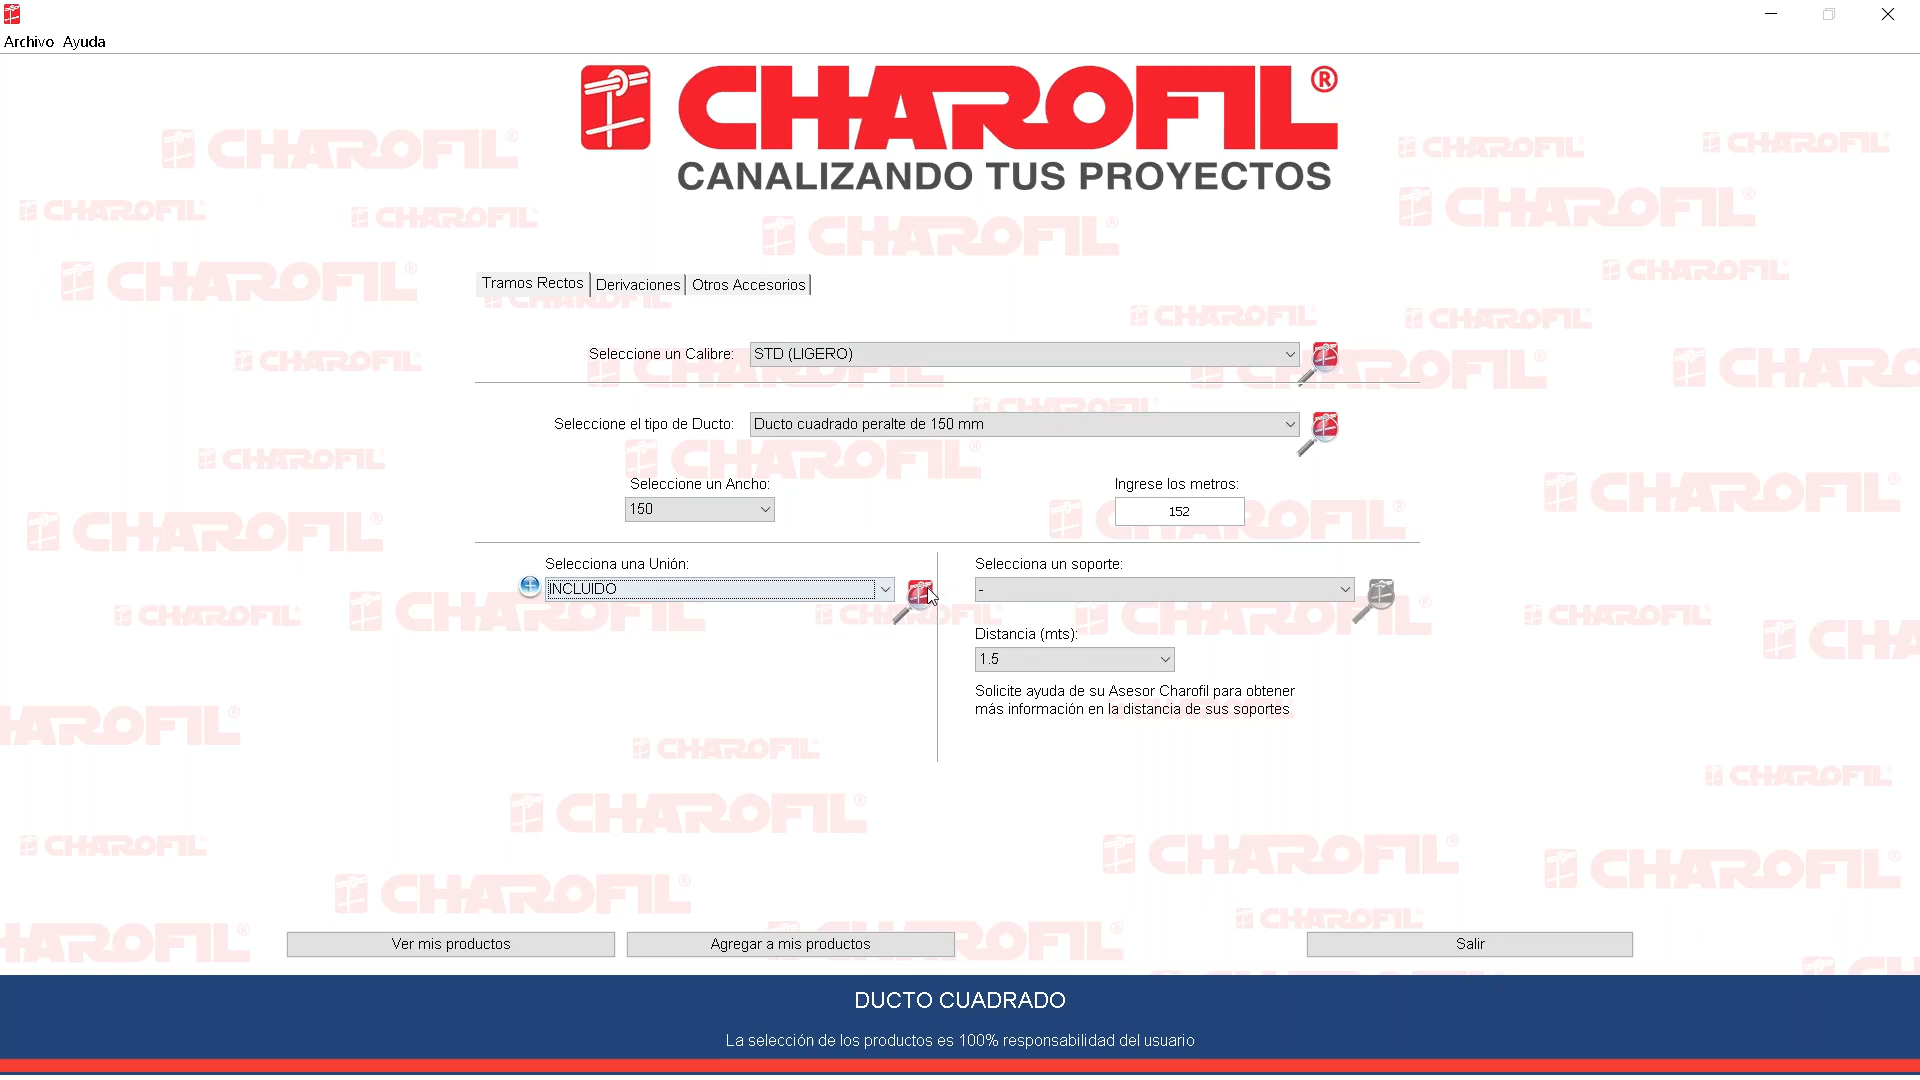 Archivo Ayuda
CHAROFIL®
CANALIZANDO TUS PROYECTOS
Tramos Rectos Derivaciones Otros Accesorios
Seleccione un Calibre: STD (LIGERO)
Seleccione el tipo de Ducto: Ducto cuadrado peralte de 150 mm
Seleccione un Ancho: Ingrese los metros:
150 152
Selecciona una Unión: Selecciona un soporte:
INCLUIDO -
Distancia (mts):
1.5
Solicite ayuda de su Asesor Charofil para obtener
más información en la distancia de sus soportes
Ver mis productos Agregar a mis productos Salir
DUCTO CUADRADO
La selección de los productos es 100% responsabilidad del usuario